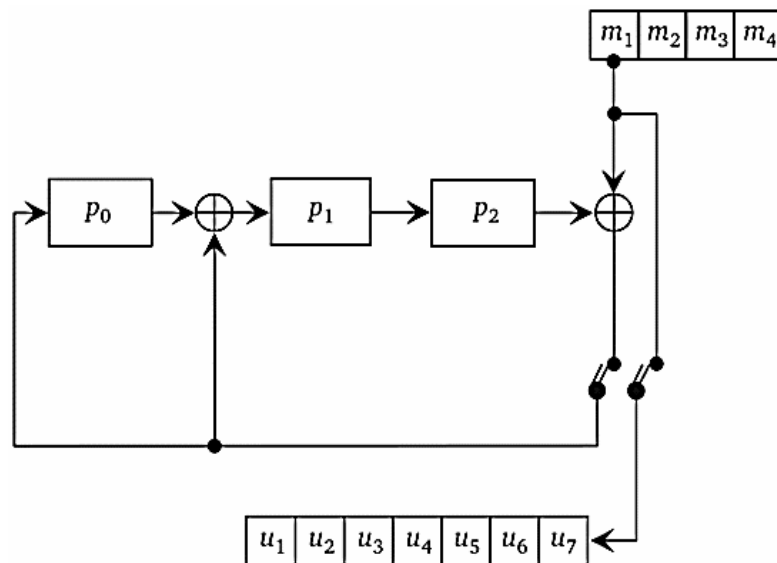 m₁ m₂ m₃ m₄
p₀ p₁ p₂
u₁ u₂ u₃ u₄ u₅ u₆ u₇